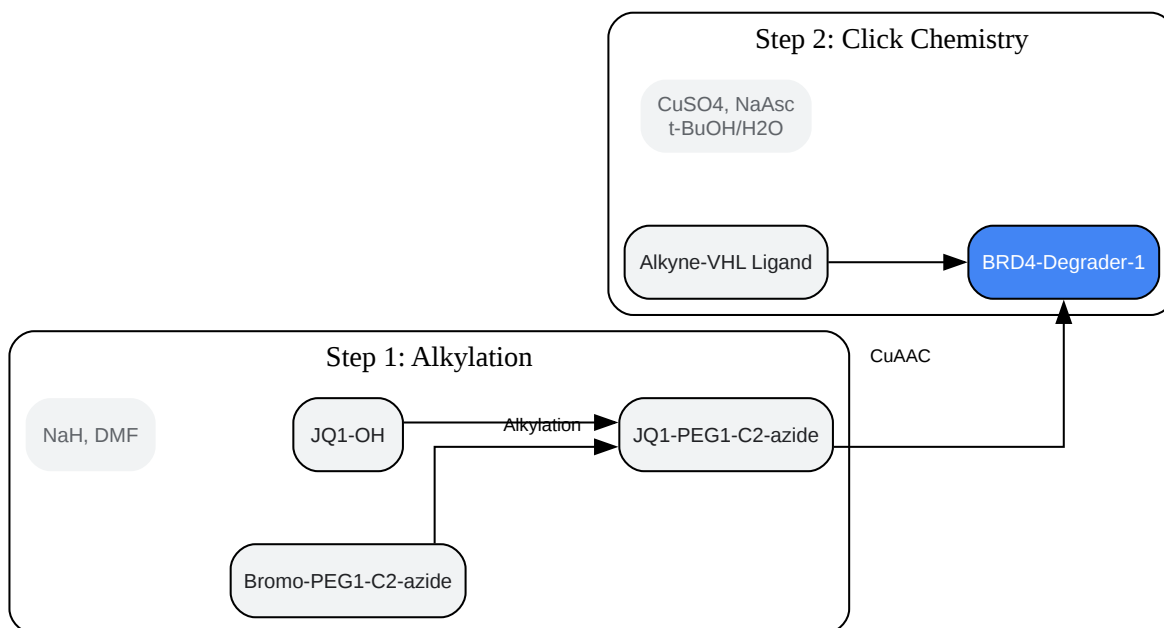 Step 2: Click Chemistry
CuSO4, NaAsc
t-BuOH/H2O
Alkyne-VHL Ligand
BRD4-Degrader-1
Step 1: Alkylation
CuAAC
NaH, DMF
JQ1-OH
Alkylation
JQ1-PEG1-C2-azide
Bromo-PEG1-C2-azide